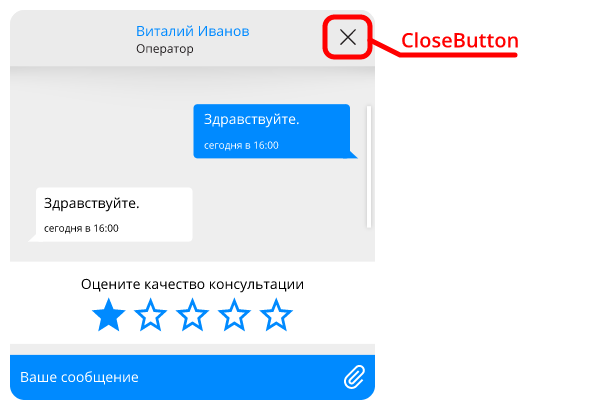 Виталий Иванов
Оператор
CloseButton
Здравствуйте.
сегодня в 16:00
Здравствуйте.
сегодня в 16:00
Оцените качество консультации
Ваше сообщение